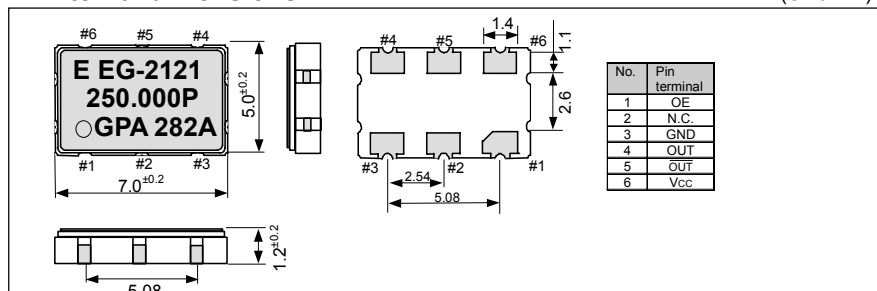 #6 #5 #4
E EG-2121
250.000P
○GPA 282A
#1 #2 #3
7.0±0.2
5.0±0.2
#4 #5 #6
1.4
1.1
2.6
#3 #2 #1
2.54
5.08
1.2±0.2
5.08
No. Pin terminal
1 OE
2 N.C.
3 GND
4 OUT
5 O̅U̅T̅
6 Vcc